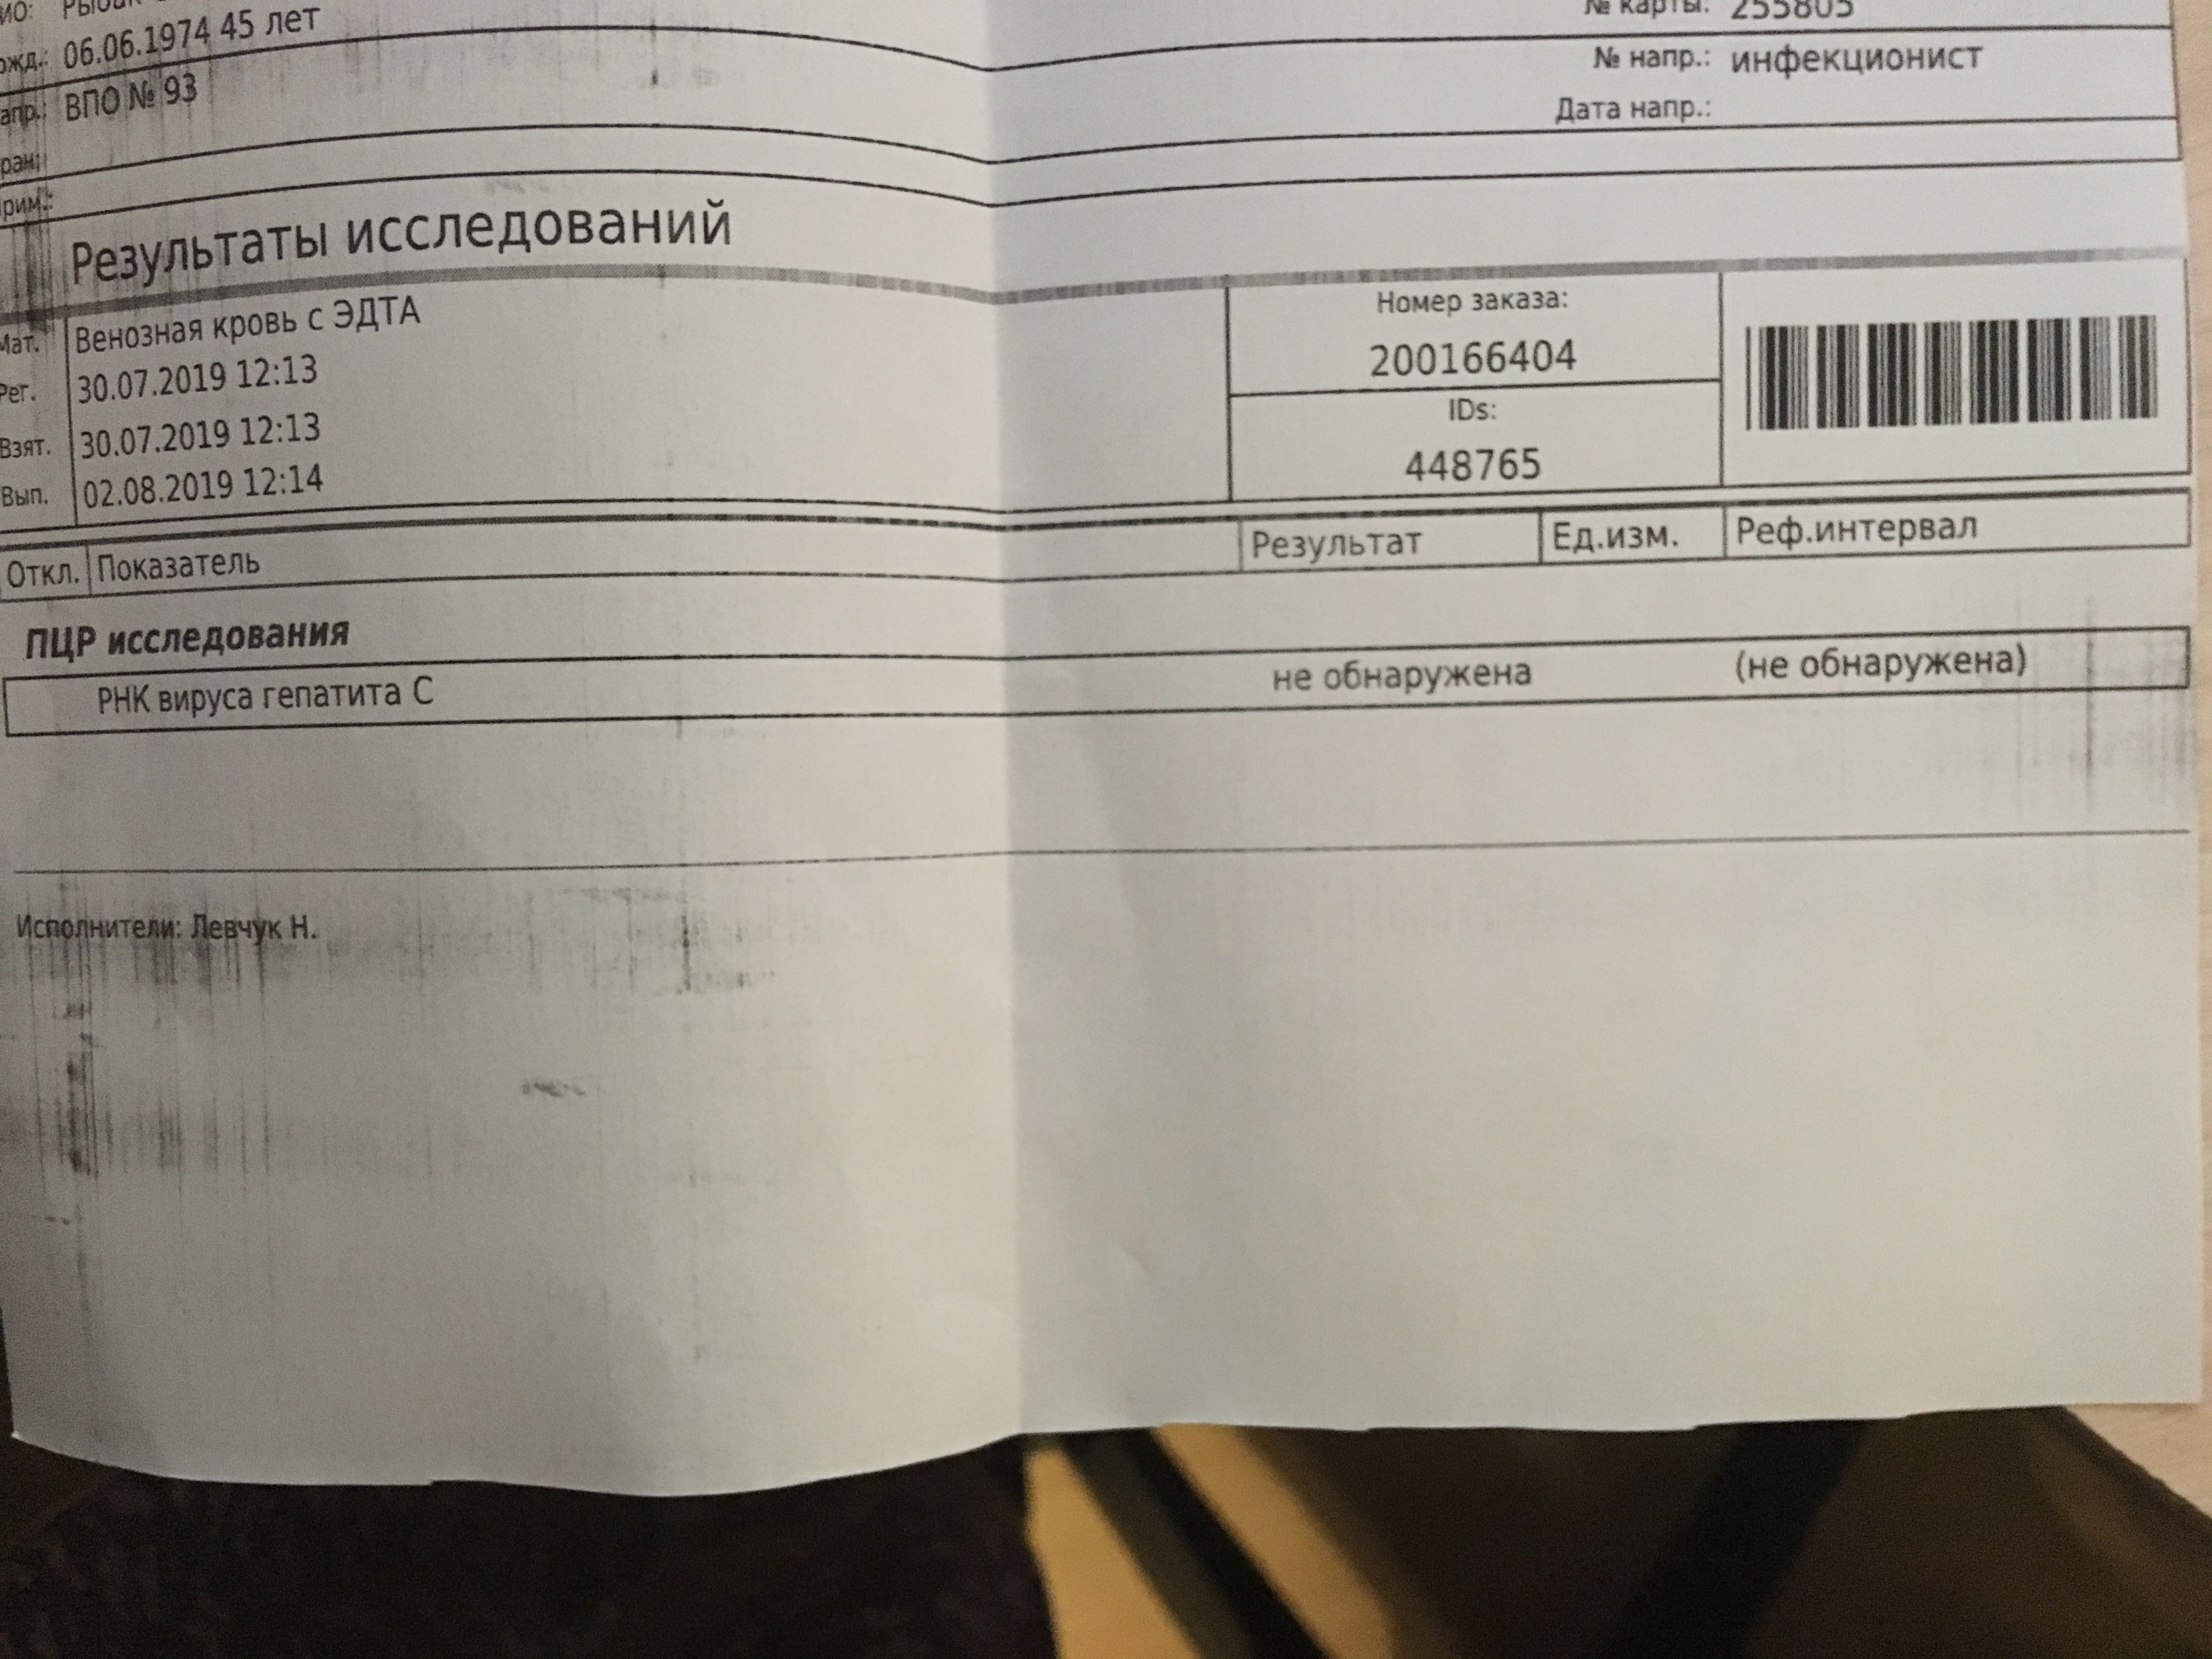 № карты: 255805
06.06.1974 45 лет
№ напр.: инфекционист
ВПО № 93
Дата напр.:
Результаты исследований
Мат. Венозная кровь с ЭДТА
Рег. 30.07.2019 12:13
Взят. 30.07.2019 12:13
Вып. 02.08.2019 12:14
Номер заказа:
200166404
IDs:
448765
Откл. Показатель Результат Ед.изм. Реф.интервал
ПЦР исследования
РНК вируса гепатита С не обнаружена (не обнаружена)
Исполнители: Левчук Н.